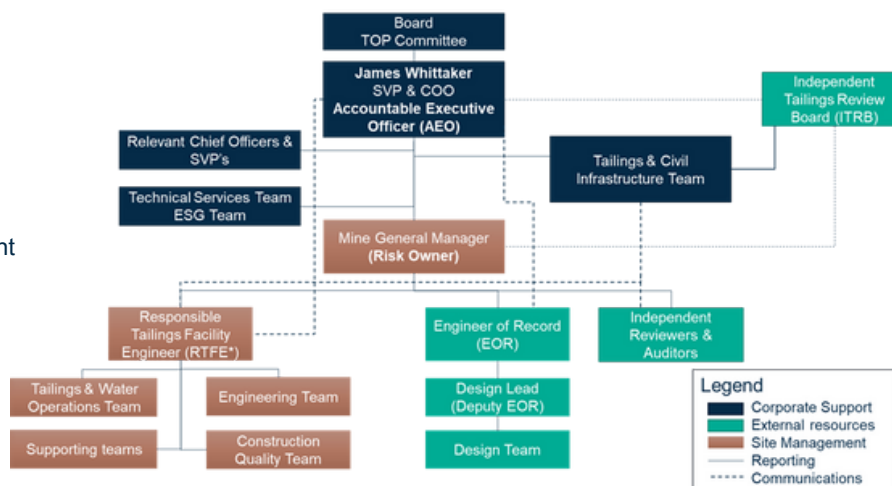 Board
TOP Committee
James Whittaker
SVP & COO
Accountable Executive
Officer (AEO)
Independent
Tailings Review
Board (ITRB)
Relevant Chief Officers &
SVP's
Tailings & Civil
Infrastructure Team
Technical Services Team
ESG Team
nt
Mine General Manager
(Risk Owner)
Responsible
Tailings Facility
Engineer (RTFE*)
Engineer of Record
(EOR)
Independent
Reviewers &
Auditors
Tailings & Water
Operations Team
Engineering Team
Design Lead
(Deputy EOR)
Supporting teams
Construction
Quality Team
Design Team
Legend
Corporate Support
External resources
Site Management
Reporting
Communications